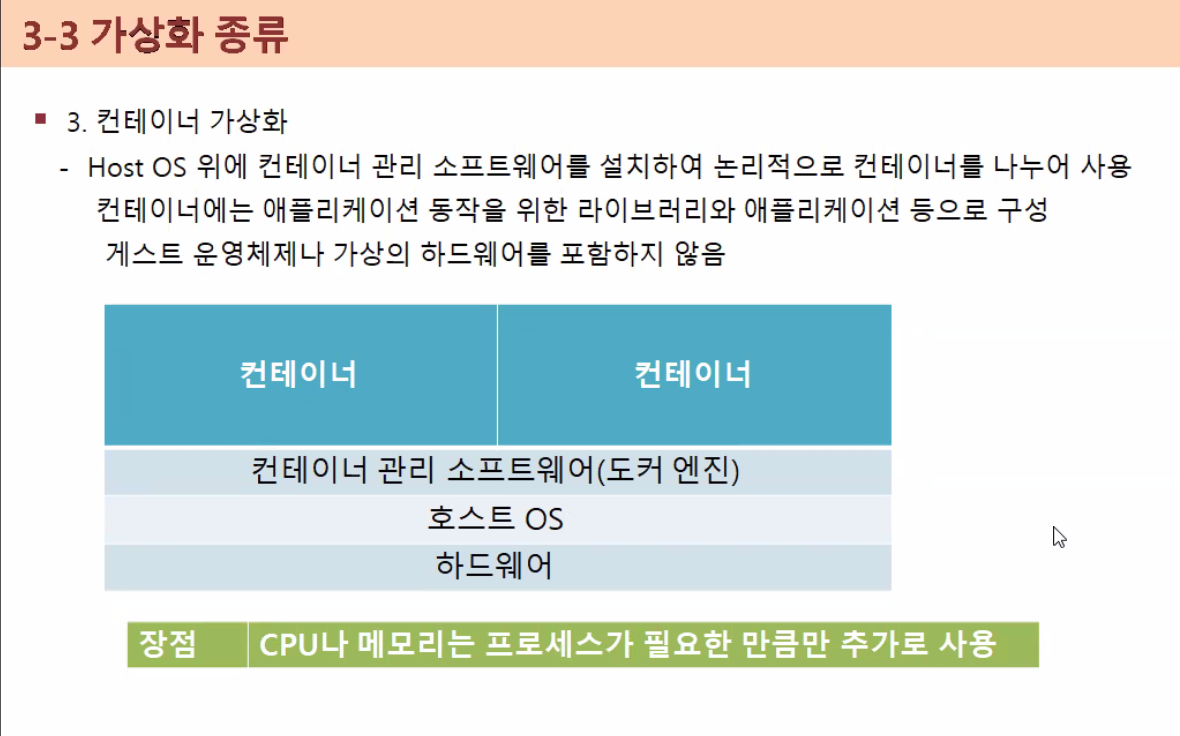 3-3 가상화 종류
3. 컨테이너 가상화
- Host OS 위에 컨테이너 관리 소프트웨어를 설치하여 논리적으로 컨테이너를 나누어 사용
컨테이너에는 애플리케이션 동작을 위한 라이브러리와 애플리케이션 등으로 구성
게스트 운영체제나 가상의 하드웨어를 포함하지 않음
컨테이너 컨테이너
컨테이너 관리 소프트웨어(도커 엔진)
호스트 OS
하드웨어
장점 CPU나 메모리는 프로세스가 필요한 만큼만 추가로 사용